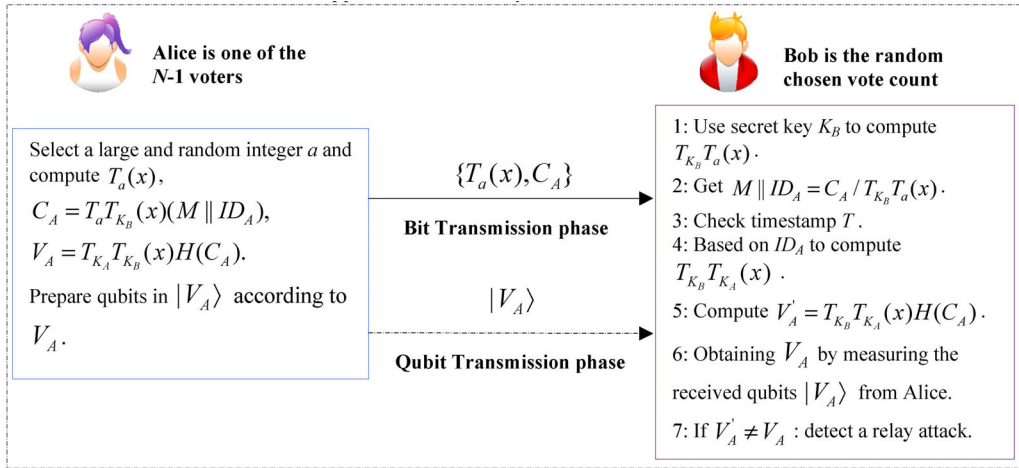 Alice is one of the
N-1 voters
Bob is the random
chosen vote count
Select a large and random integer a and
compute T_a(x),
C_A = T_a T_{K_B}(x)(M || ID_A),
V_A = T_{K_A} T_{K_B}(x)H(C_A).
Prepare qubits in |V_A⟩ according to
V_A.
{T_a(x), C_A}
Bit Transmission phase
|V_A⟩
Qubit Transmission phase
1: Use secret key K_B to compute
T_{K_B} T_a(x).
2: Get M || ID_A = C_A / T_{K_B} T_a(x).
3: Check timestamp T.
4: Based on ID_A to compute
T_{K_B} T_{K_A}(x).
5: Compute V_A' = T_{K_B} T_{K_A}(x)H(C_A).
6: Obtaining V_A by measuring the
received qubits |V_A⟩ from Alice.
7: If V_A' ≠ V_A : detect a relay attack.